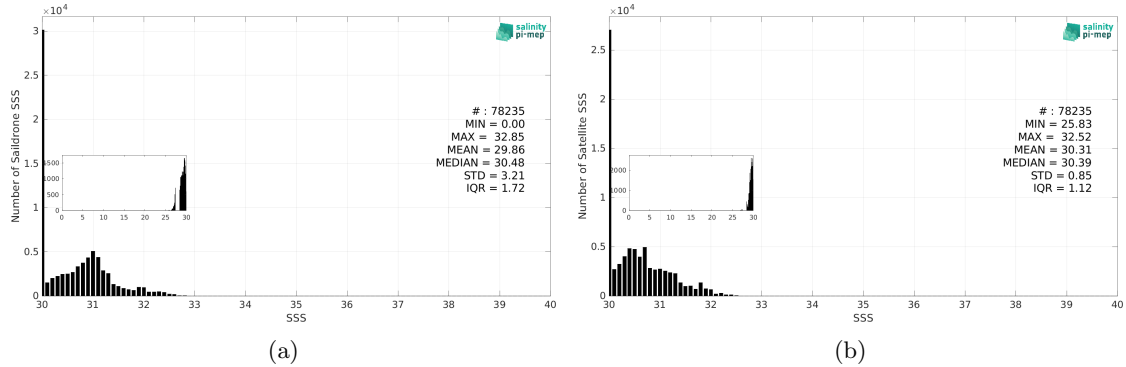 ×10⁴
salinity
pi-mep
3
2.5
2
1.5
1
0.5
0
Number of Saildrone SSS
# : 78235
MIN = 0.00
MAX = 32.85
MEAN = 29.86
MEDIAN = 30.48
STD = 3.21
IQR = 1.72
1500
1000
500
0
0 5 10 15 20 25 30
30 31 32 33 34 35 36 37 38 39 40
SSS
(a)
×10⁴
salinity
pi-mep
2.5
2
1.5
1
0.5
0
Number of Satellite SSS
# : 78235
MIN = 25.83
MAX = 32.52
MEAN = 30.31
MEDIAN = 30.39
STD = 0.85
IQR = 1.12
2000
1000
0
0 5 10 15 20 25 30
30 31 32 33 34 35 36 37 38 39 40
SSS
(b)